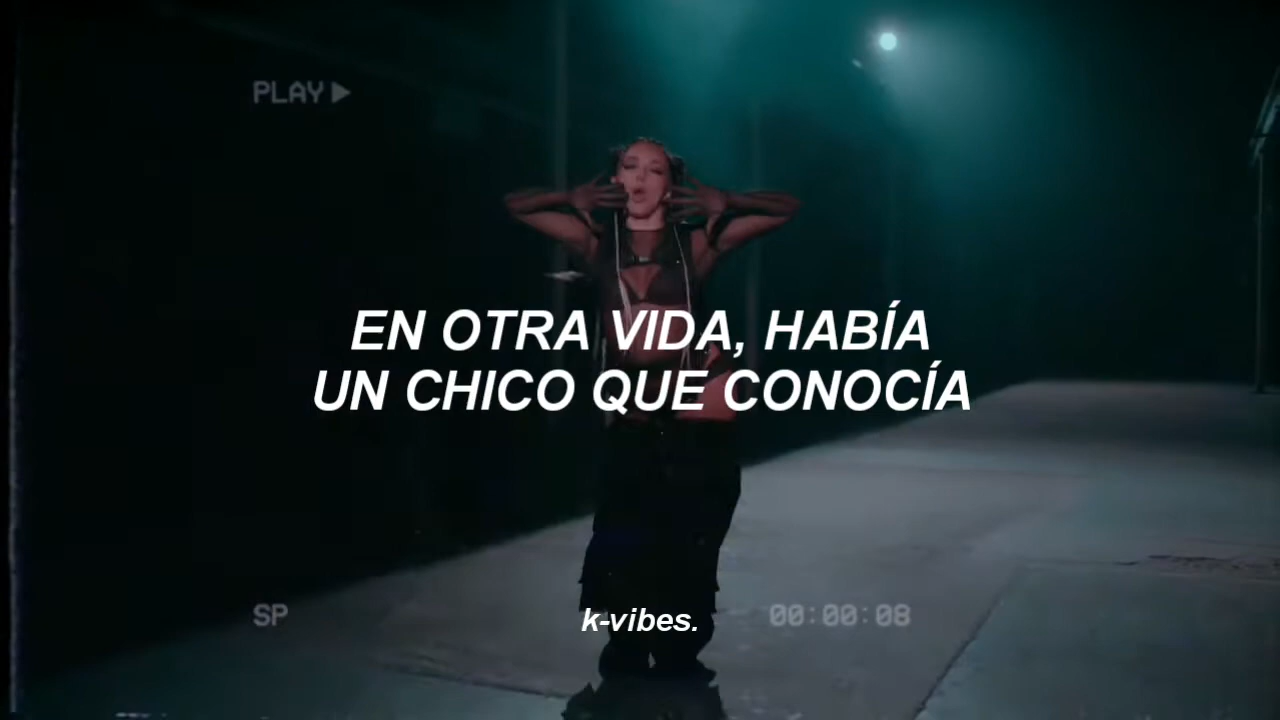 PLAY
EN OTRA VIDA, HABÍA
UN CHICO QUE CONOCÍA
SP
k-vibes.
00:00:08